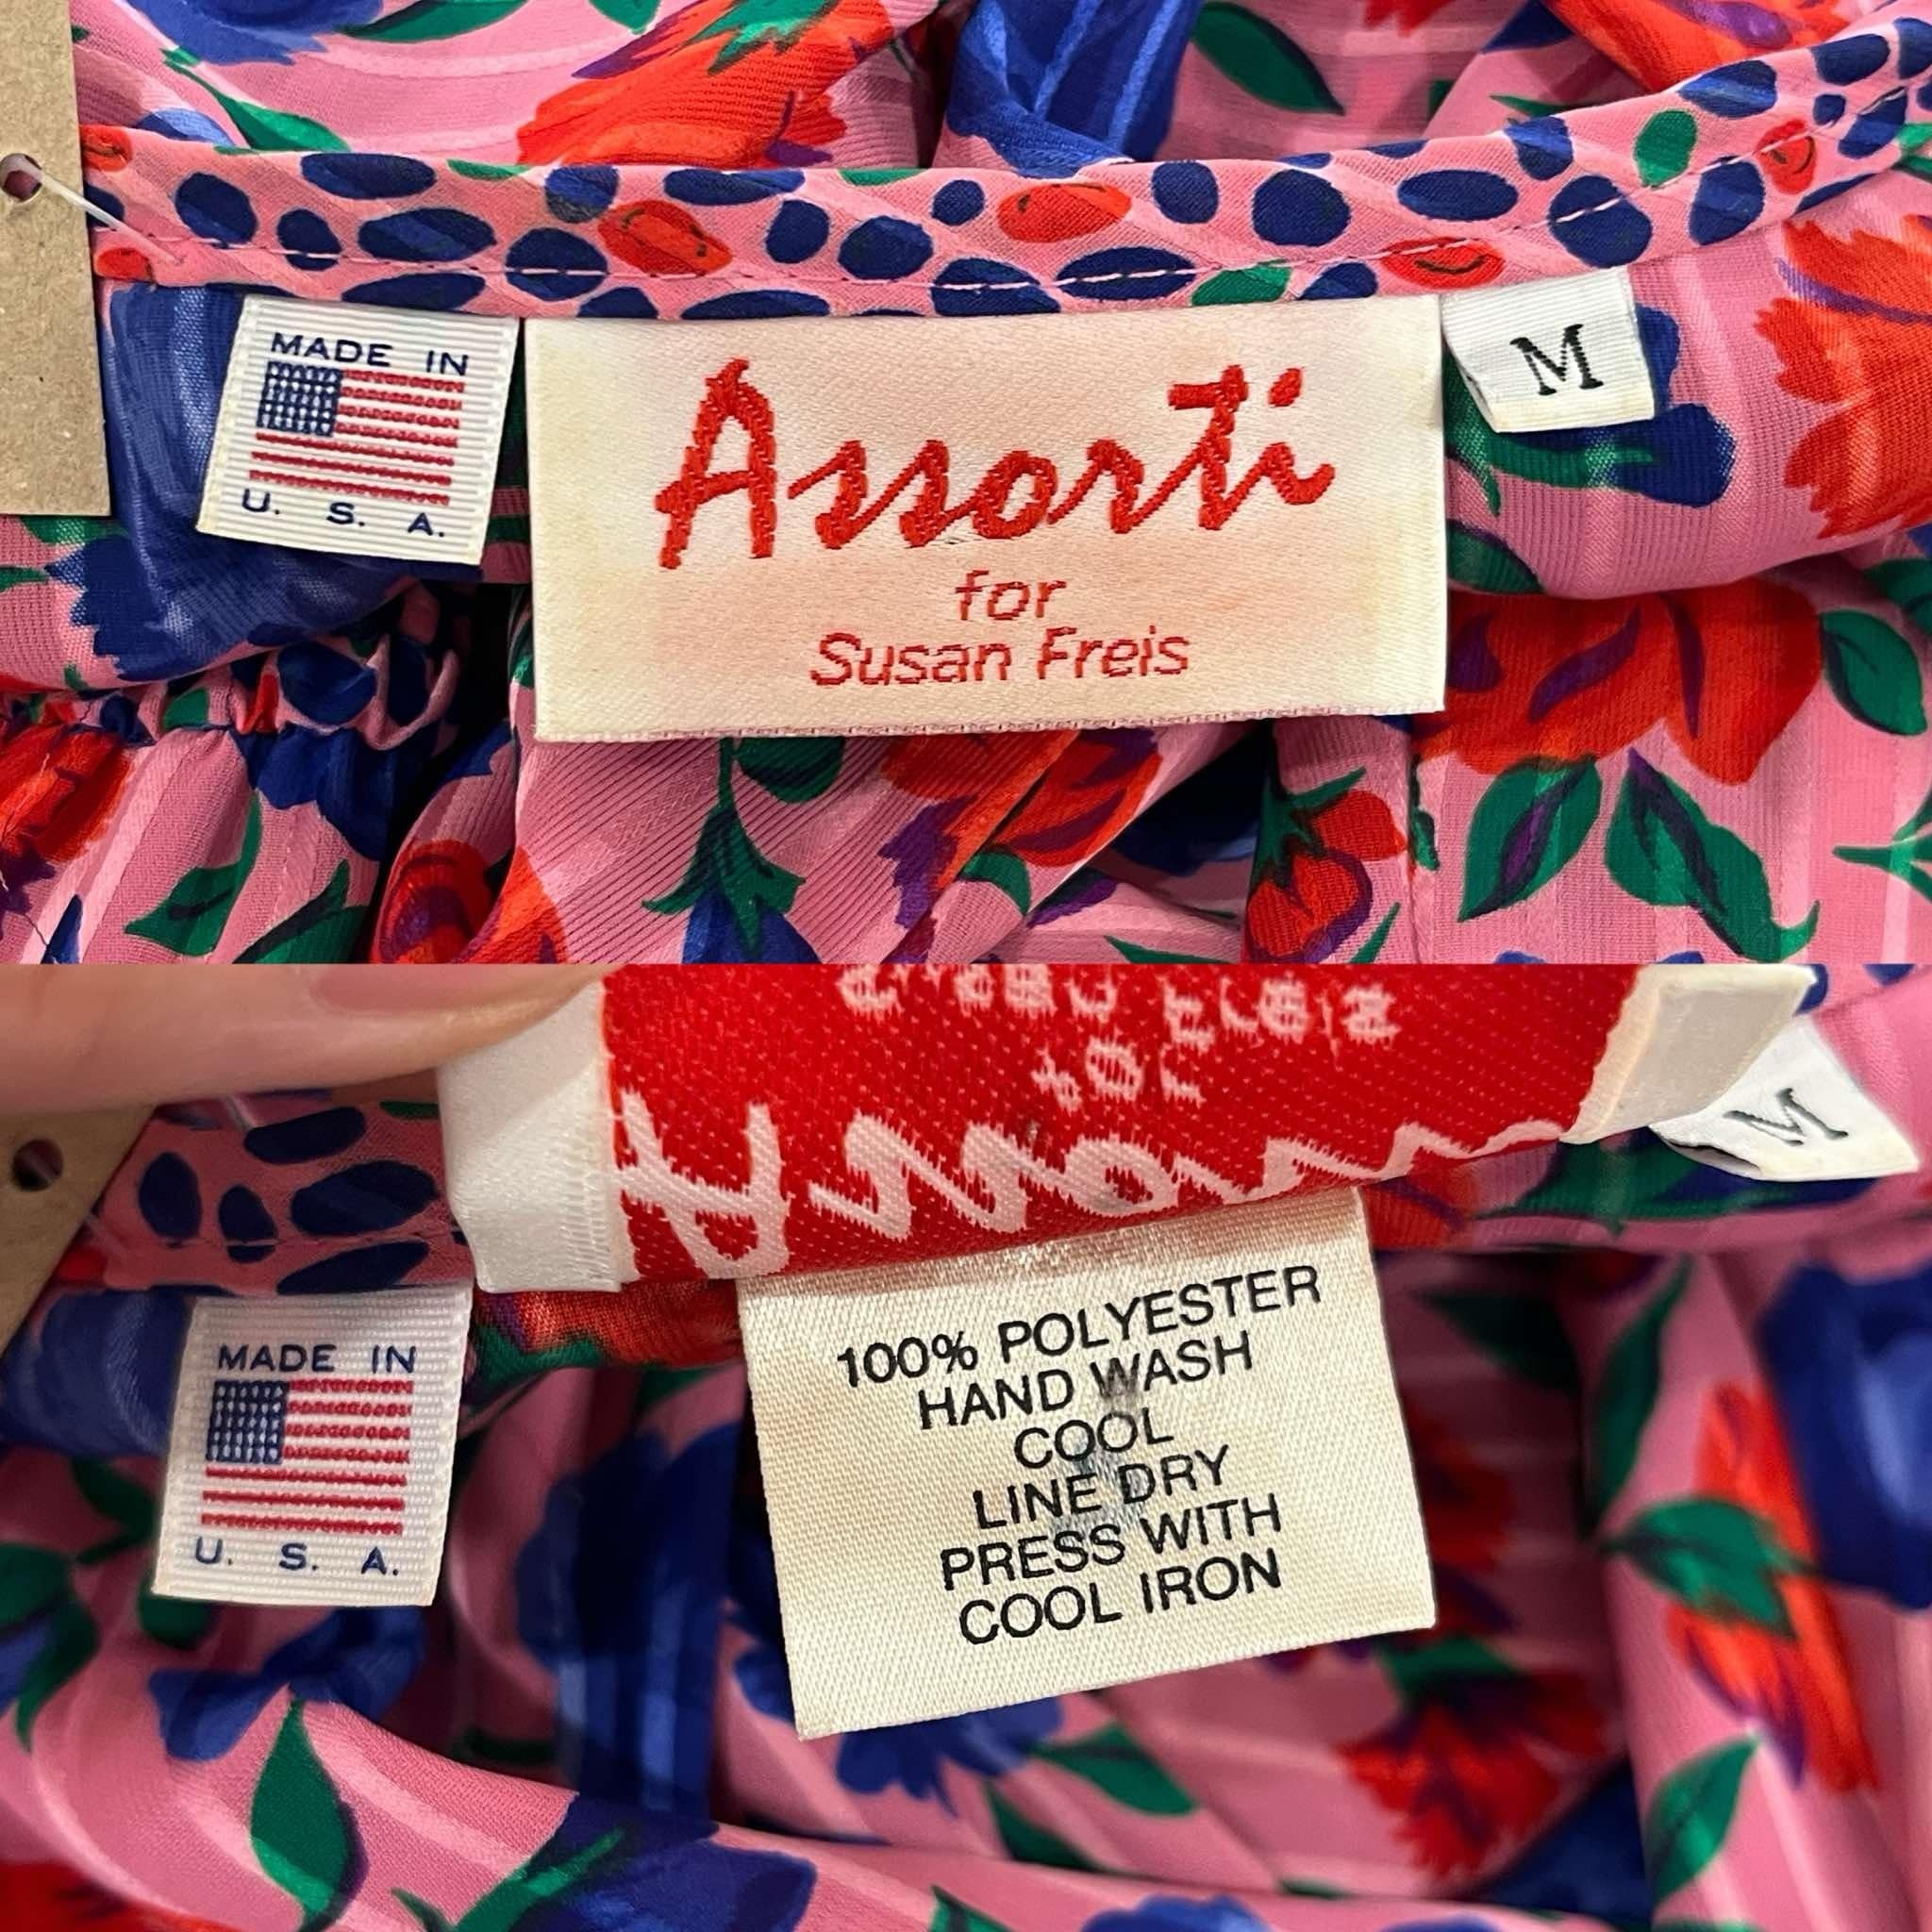 MADE IN
U. S. A.
Assorti
for
Susan Freis
M
M
MADE IN
U. S. A.
100% POLYESTER
HAND WASH
COOL
LINE DRY
PRESS WITH
COOL IRON